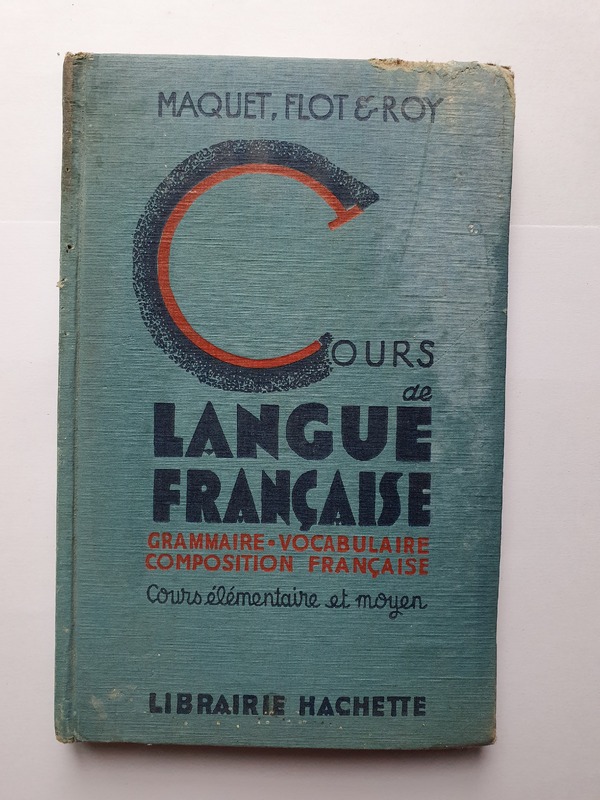 MAQUET, FLOT & ROY
COURS
de
LANGUE
FRANÇAISE
GRAMMAIRE • VOCABULAIRE
COMPOSITION FRANÇAISE
Cours élémentaire et moyen
LIBRAIRIE HACHETTE